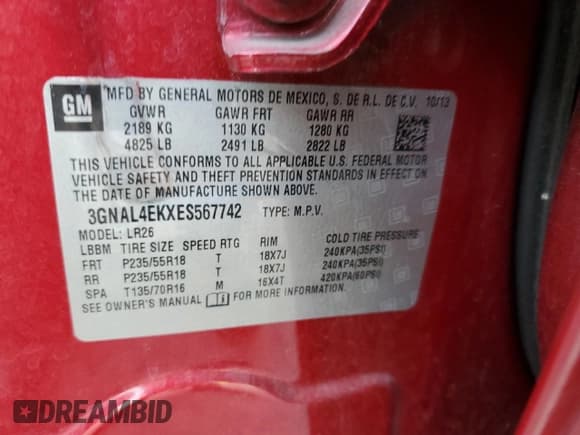 GM
MFD BY GENERAL MOTORS DE MEXICO, S. DE R.L. DE C.V. 10/13
GVWR GAWR FRT GAWR RR
2189 KG 1130 KG 1280 KG
4825 LB 2491 LB 2822 LB
THIS VEHICLE CONFORMS TO ALL APPLICABLE U.S. FEDERAL MOTOR
VEHICLE SAFETY AND THEFT PREVENTION STANDARDS IN EFFECT ON
THE DATE OF MANUFACTURE SHOWN ABOVE.
3GNAL4EKXES567742 TYPE: M.P.V.
MODEL: LR26
LBBM TIRE SIZE SPEED RTG RIM COLD TIRE PRESSURE
FRT P235/55R18 T 18X7J 240KPA(35PSI)
RR P235/55R18 T 18X7J 240KPA(35PSI)
SPA T135/70R16 M 16X4T 420KPA(60PSI)
SEE OWNER'S MANUAL FOR MORE INFORMATION
DREAMBID